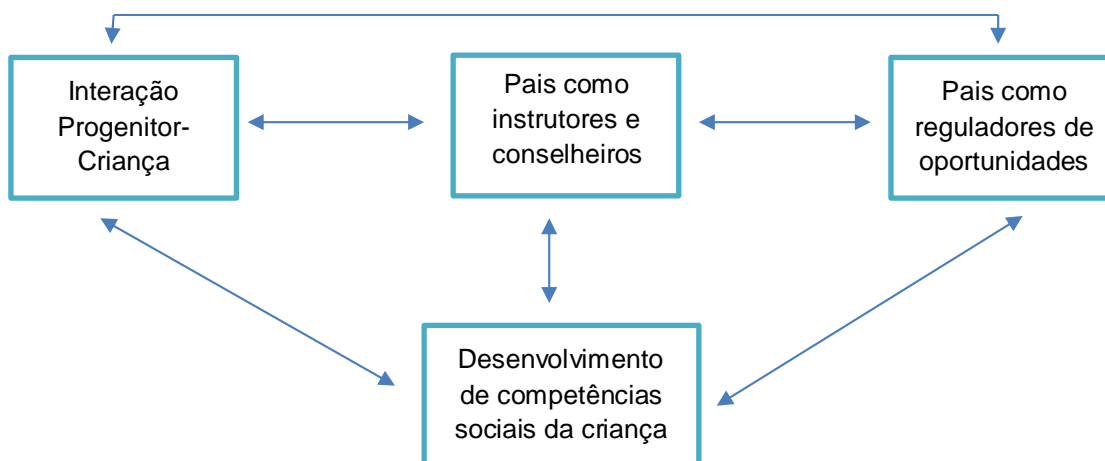 Interação
Progenitor-
Criança
Pais como
instrutores e
conselheiros
Pais como
reguladores de
oportunidades
Desenvolvimento
de competências
sociais da criança